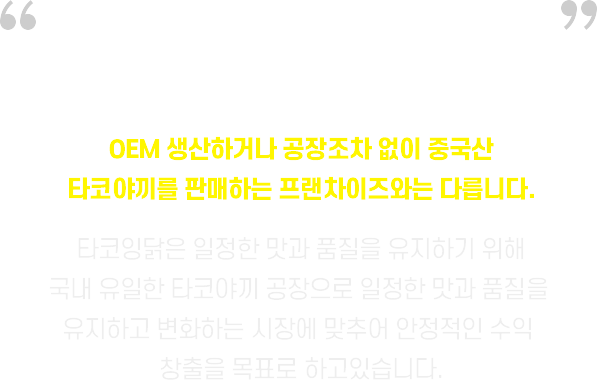 “ ”
OEM 생산하거나 공장조차 없이 중국산
타코야끼를 판매하는 프랜차이즈와는 다릅니다.
타코잉닭은 일정한 맛과 품질을 유지하기 위해
국내 유일한 타코야끼 공장으로 일정한 맛과 품질을
유지하고 변화하는 시장에 맞추어 안정적인 수익
창출을 목표로 하고있습니다.